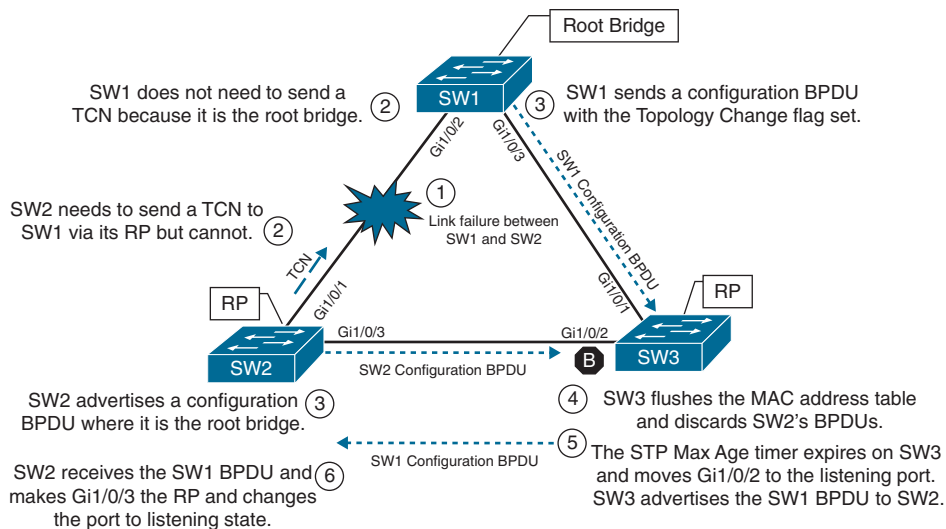 Root Bridge
SW1
SW1 does not need to send a
TCN because it is the root bridge.
2
3
SW1 sends a configuration BPDU
with the Topology Change flag set.
Gi1/0/2
Gi1/0/3
SW1 Configuration BPDU
1
Link failure between
SW1 and SW2
SW2 needs to send a TCN to
SW1 via its RP but cannot.
2
TCN
Gi1/0/1
Gi1/0/1
RP
RP
Gi1/0/3
Gi1/0/2
SW2
B
SW3
SW2 Configuration BPDU
SW2 advertises a configuration
BPDU where it is the root bridge.
3
4
SW3 flushes the MAC address table
and discards SW2's BPDUs.
5
The STP Max Age timer expires on SW3
and moves Gi1/0/2 to the listening port.
SW3 advertises the SW1 BPDU to SW2.
SW1 Configuration BPDU
SW2 receives the SW1 BPDU and
makes Gi1/0/3 the RP and changes
the port to listening state.
6